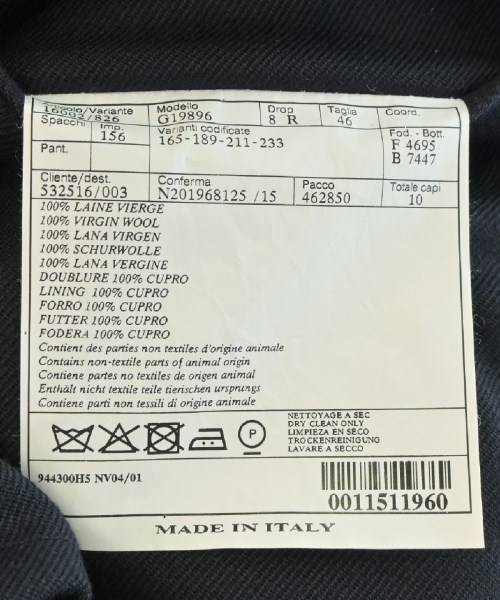 Articolo/Variante Modello Drop Taglia Coord.
16602/826 G19896 8 R 46
Spacchi Imp. Varianti codificate Fod. - Bott.
156 165-189-211-233 F 4695
Pant. B 7447
Cliente/dest. Conferma Pacco Totale capi
532516/003 N201968125 /15 462850 10
100% LAINE VIERGE
100% VIRGIN WOOL
100% LANA VIRGEN
100% SCHURWOLLE
100% LANA VERGINE
DOUBLURE 100% CUPRO
LINING 100% CUPRO
FORRO 100% CUPRO
FUTTER 100% CUPRO
FODERA 100% CUPRO
Contient des parties non textiles d'origine animale
Contains non-textile parts of animal origin
Contiene partes no textiles de origen animal
Enthält nicht textile teile tierischen ursprungs
Contiene parti non tessili di origine animale
P
NETTOYAGE A SEC
DRY CLEAN ONLY
LIMPIEZA EN SECO
TROCKENREINIGUNG
LAVARE A SECCO
944300H5 NV04/01
0011511960
MADE IN ITALY